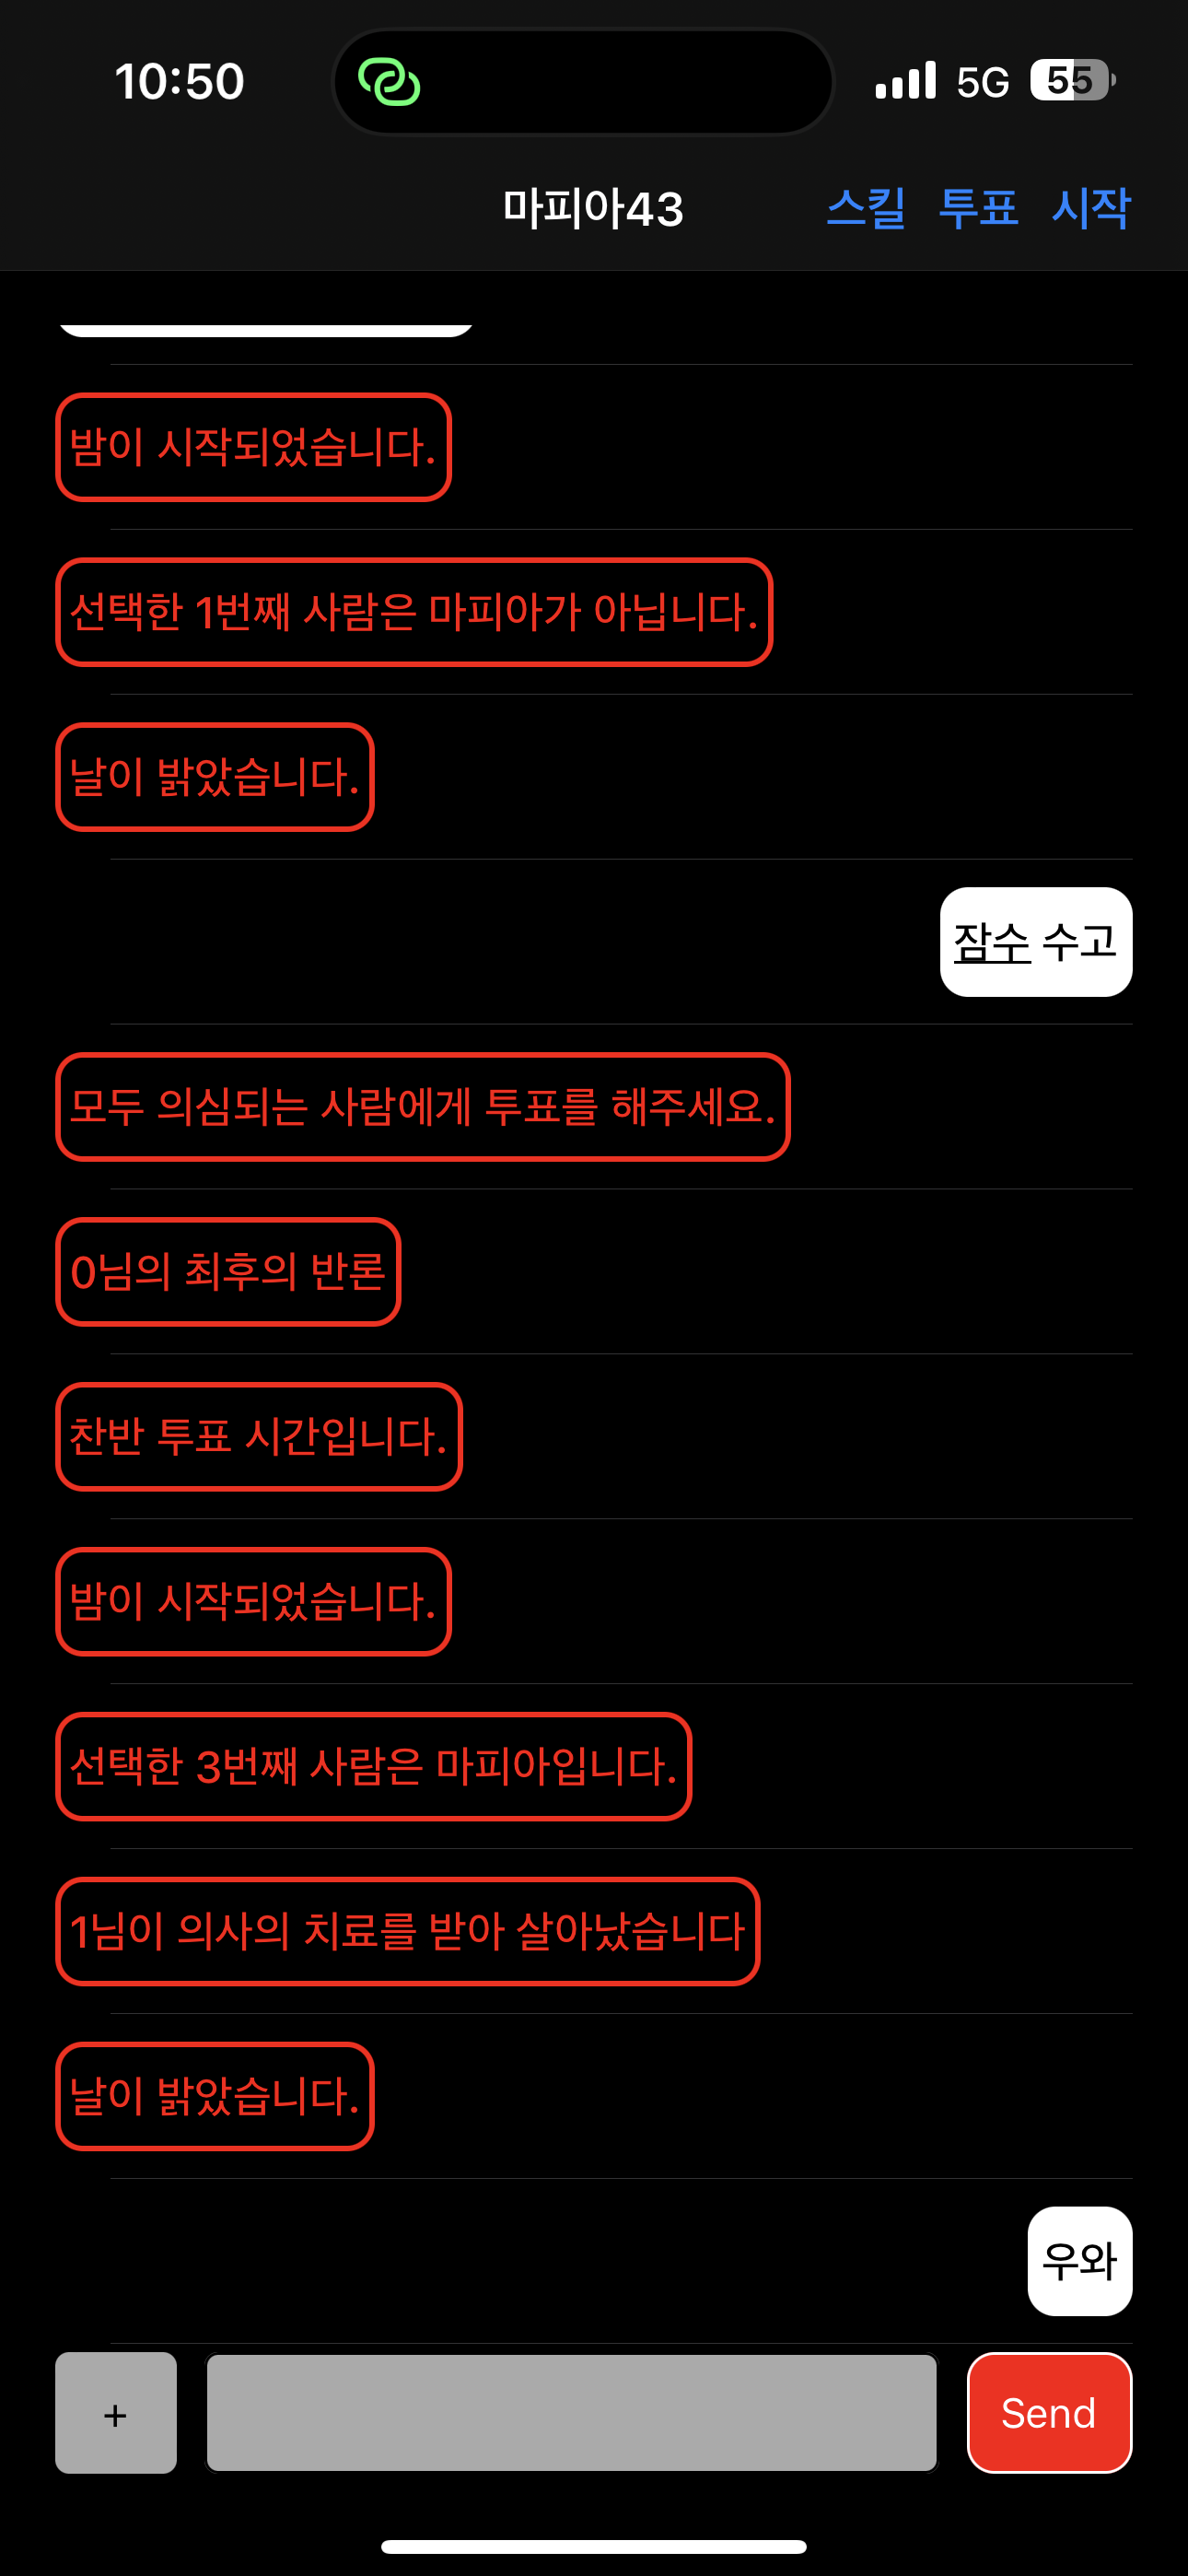 10:50
5G
55
마피아43
스킬 투표 시작
밤이 시작되었습니다.
선택한 1번째 사람은 마피아가 아닙니다.
날이 밝았습니다.
잠수 수고
모두 의심되는 사람에게 투표를 해주세요.
0님의 최후의 반론
찬반 투표 시간입니다.
밤이 시작되었습니다.
선택한 3번째 사람은 마피아입니다.
1님이 의사의 치료를 받아 살아났습니다
날이 밝았습니다.
우와
+
Send